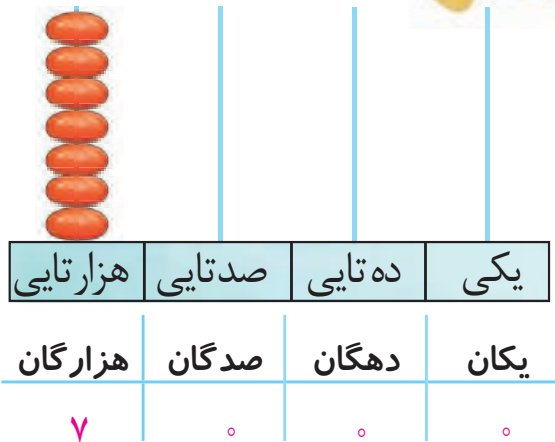 یکی ده تایی صدتایی هزارتایی
یکان دهگان صدگان هزارگان
۰ ۰ ۰ ۷